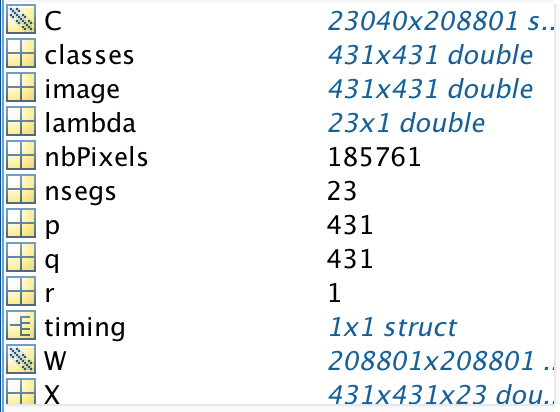 C 23040x208801 s..
classes 431x431 double
image 431x431 double
lambda 23x1 double
nbPixels 185761
nsegs 23
p 431
q 431
r 1
timing 1x1 struct
W 208801x208801 ..
X 431x431x23 dou..